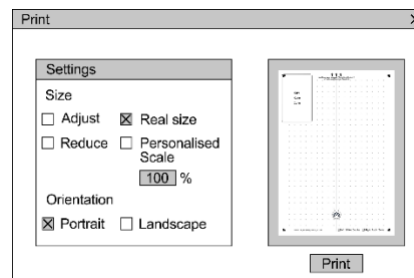 Print
Settings
Size
Adjust Real size
Reduce Personalised
Scale
100 %
Orientation
Portrait Landscape
Print